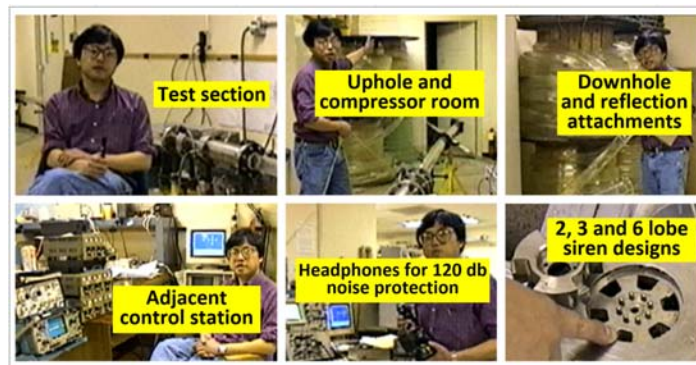 Test section
Uphole and
compressor room
Downhole
and reflection
attachments
Adjacent
control station
Headphones for 120 db
noise protection
2, 3 and 6 lobe
siren designs